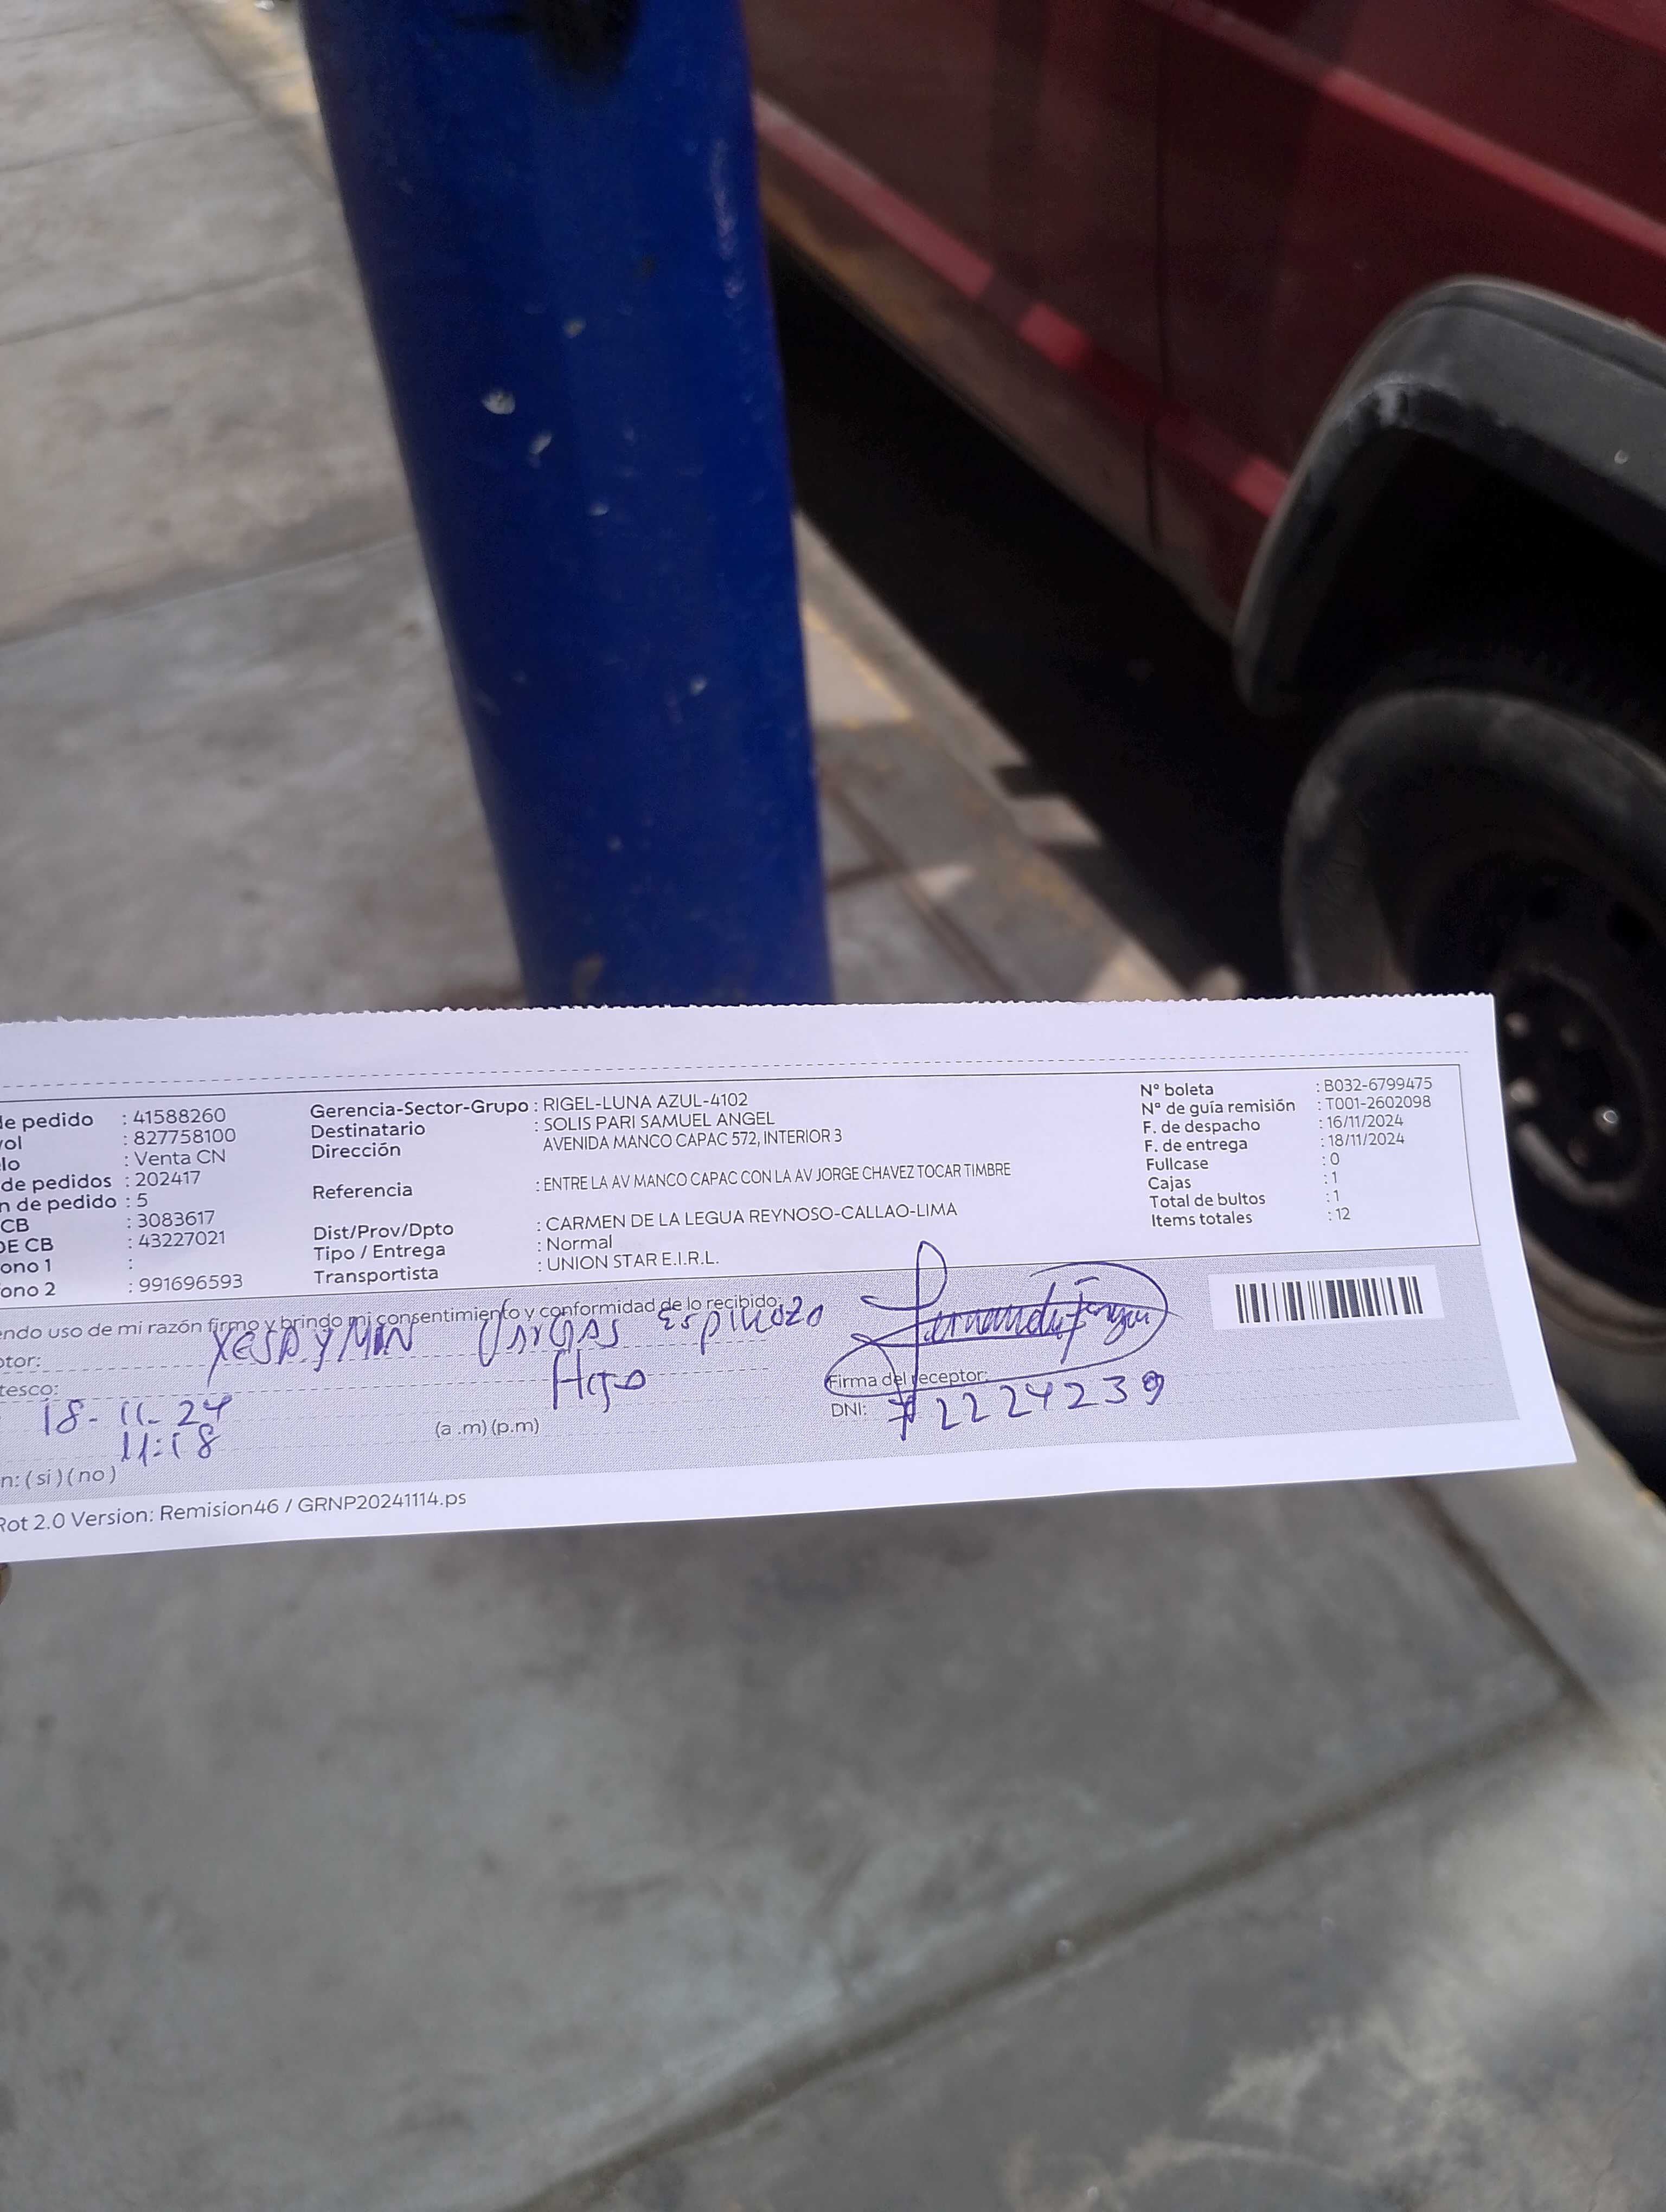 de pedido : 41588260
ol : 827758100
lo : Venta CN
de pedidos : 202417
n de pedido : 5
CB : 3083617
DE CB : 43227021
ono 1 :
ono 2 : 991696593
Gerencia-Sector-Grupo : RIGEL-LUNA AZUL-4102
Destinatario : SOLIS PARI SAMUEL ANGEL
Dirección AVENIDA MANCO CAPAC 572, INTERIOR 3
Referencia : ENTRE LA AV MANCO CAPAC CON LA AV JORGE CHAVEZ TOCAR TIMBRE
Dist/Prov/Dpto : CARMEN DE LA LEGUA REYNOSO-CALLAO-LIMA
Tipo / Entrega : Normal
Transportista : UNION STAR E.I.R.L.
N° boleta : B032-6799475
N° de guía remisión : T001-2602098
F. de despacho : 16/11/2024
F. de entrega : 18/11/2024
Fullcase : 0
Cajas : 1
Total de bultos : 1
Items totales : 12
endo uso de mi razón firmo y brindo mi consentimiento y conformidad de lo recibido:
ptor: Vargas Espinoza
tesco: Hijo
Firma del receptor:
18-11-24
DNI: 72224239
11:18 (a .m) (p.m)
n: ( si ) ( no )
Rot 2.0 Version: Remision46 / GRNP20241114.ps